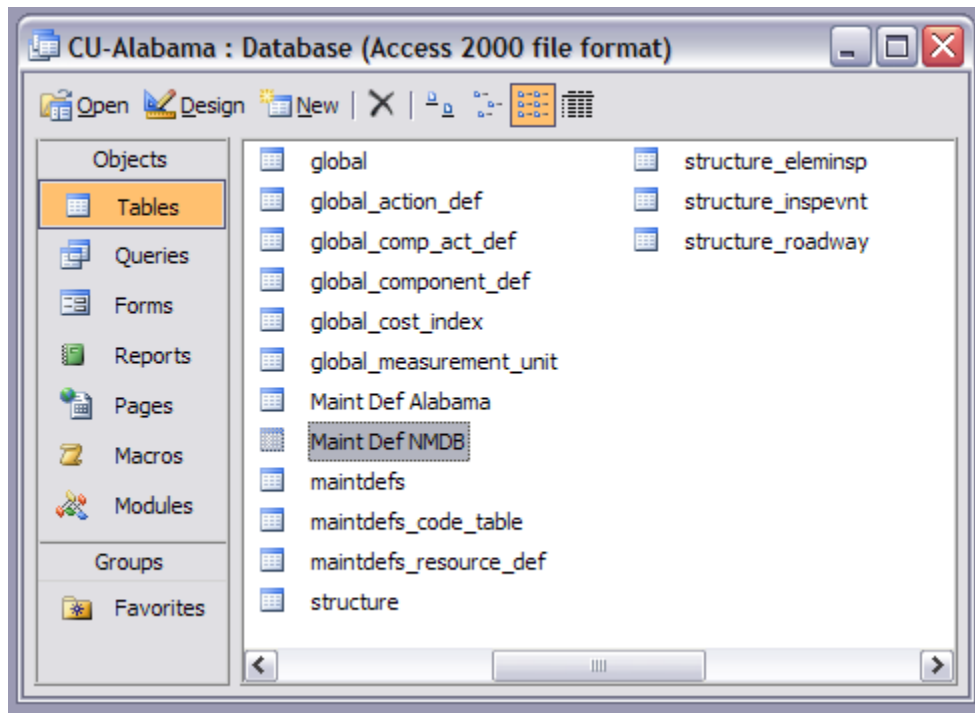 CU-Alabama : Database (Access 2000 file format)
Open Design New
Objects
Tables
Queries
Forms
Reports
Pages
Macros
Modules
Groups
Favorites
global
global_action_def
global_comp_act_def
global_component_def
global_cost_index
global_measurement_unit
Maint Def Alabama
Maint Def NMDB
maintdefs
maintdefs_code_table
maintdefs_resource_def
structure
structure_eleminsp
structure_inspevnt
structure_roadway